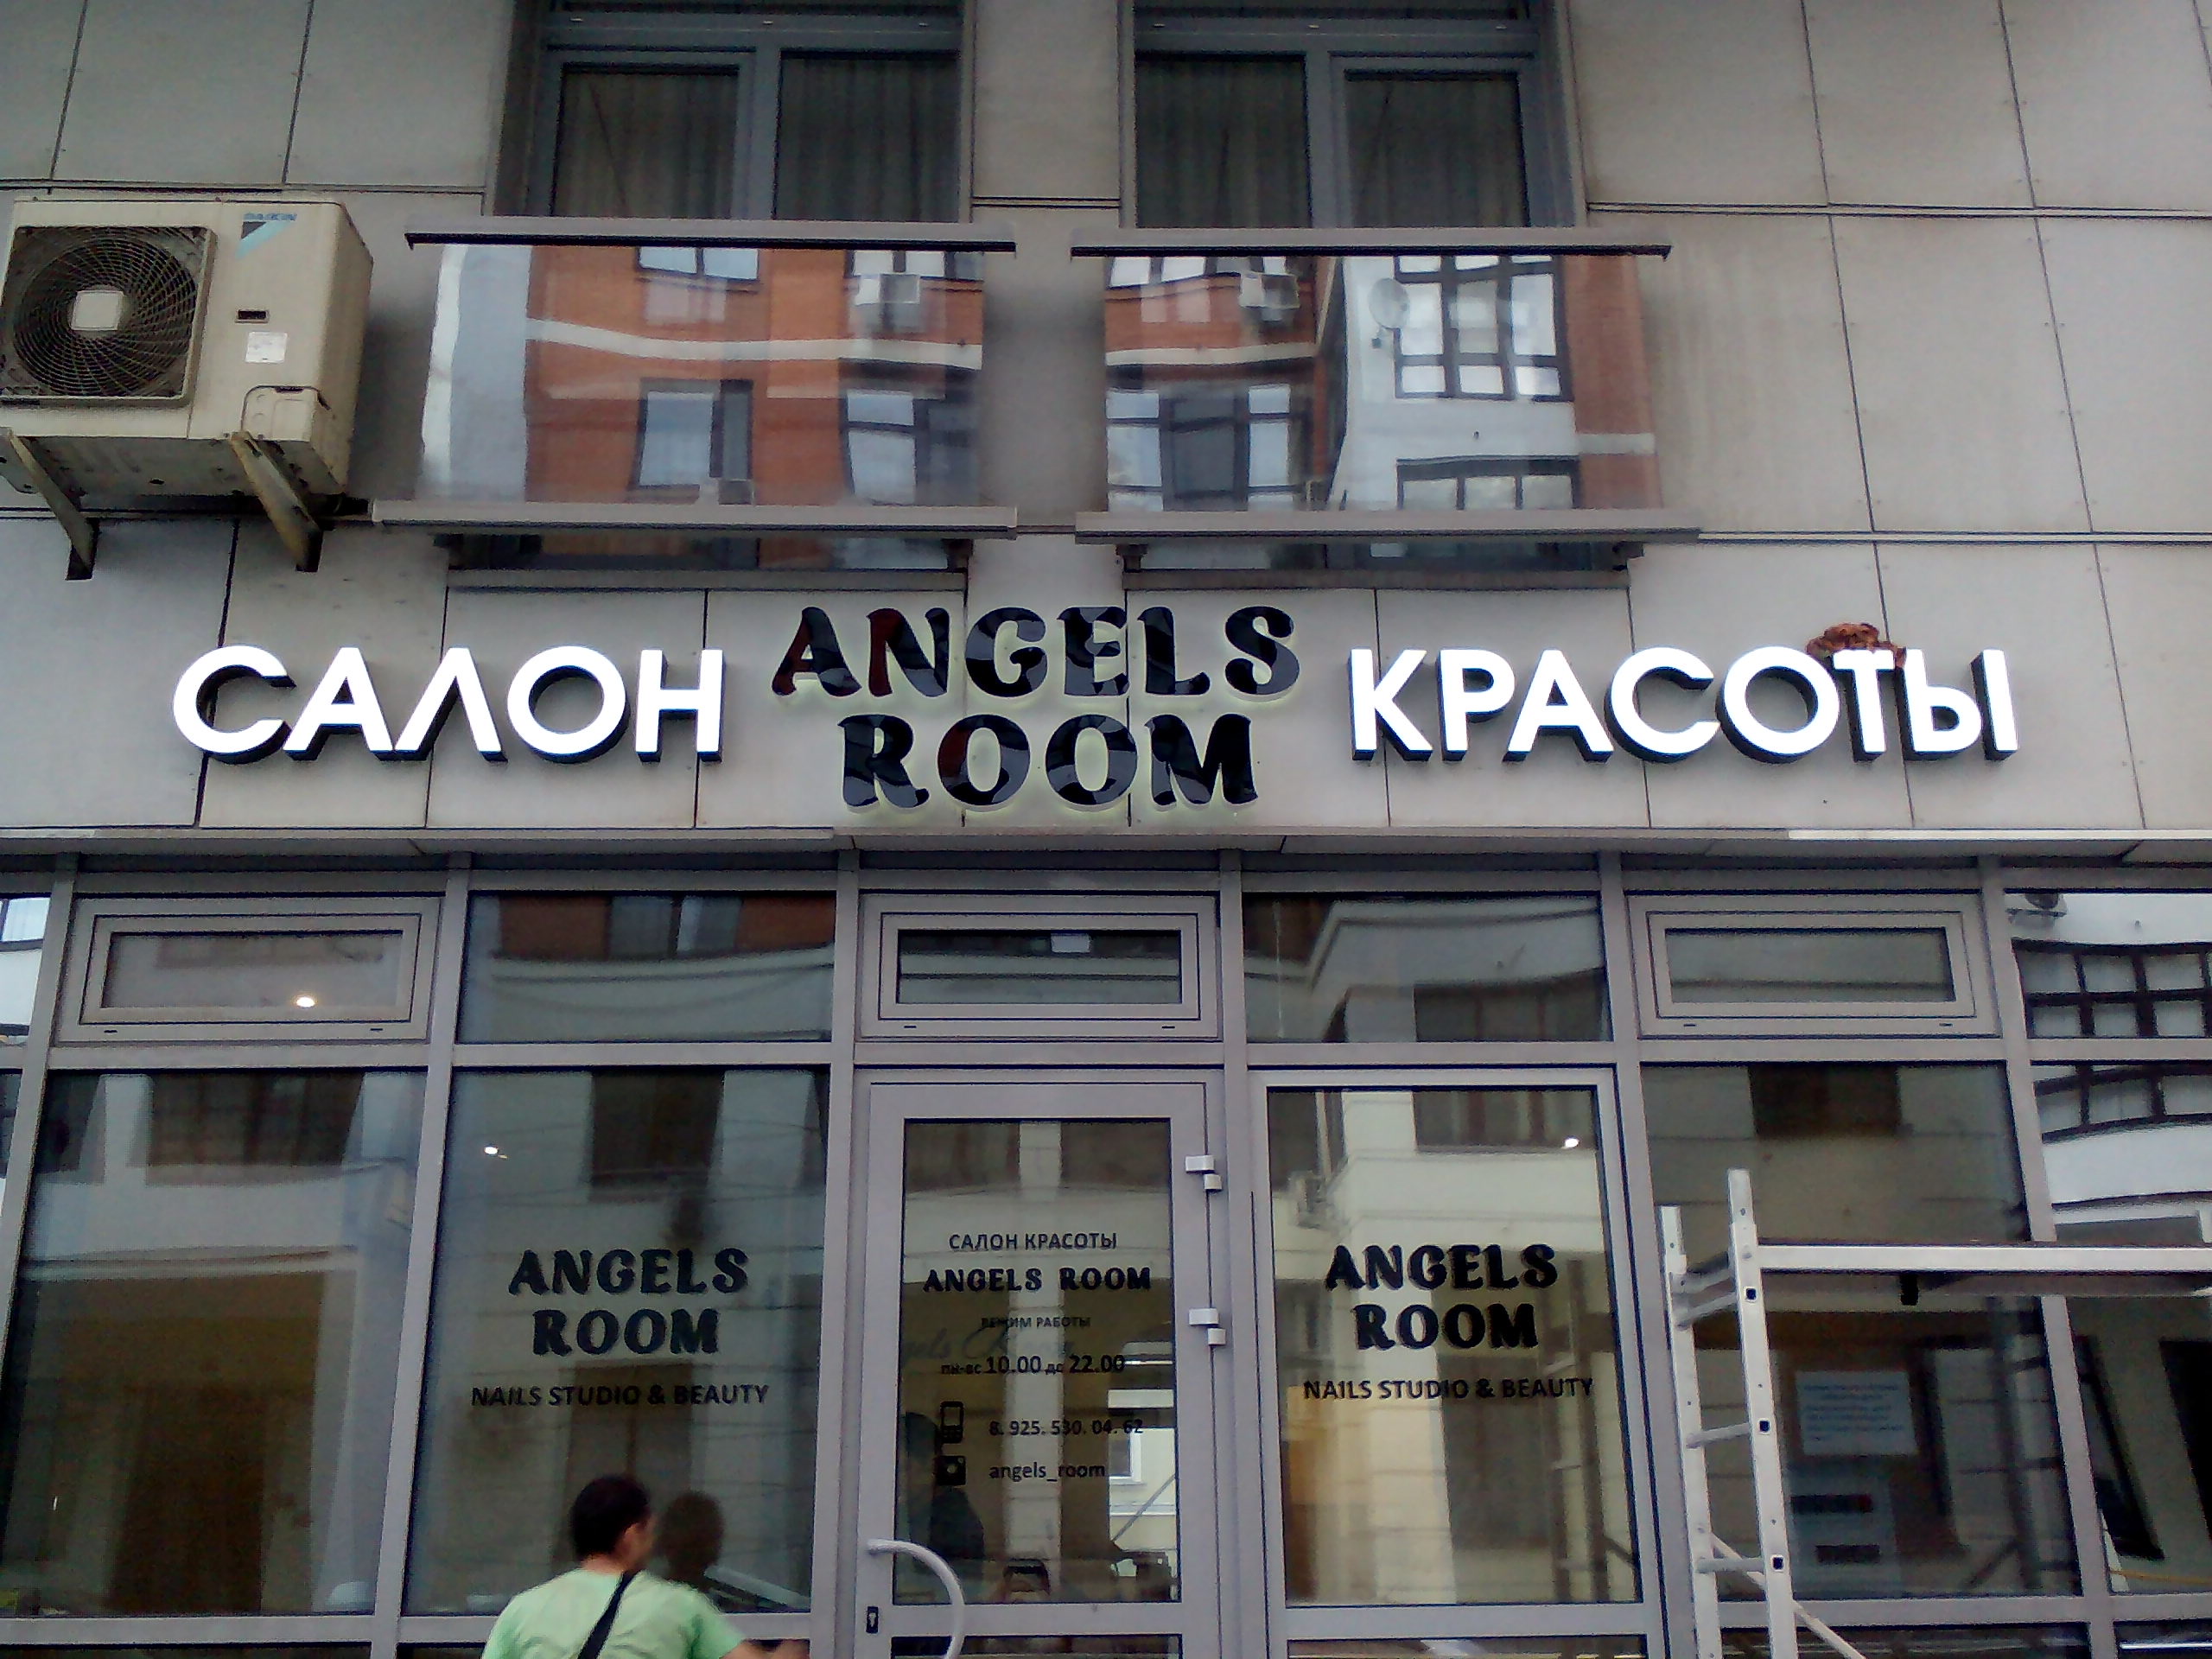 DAIKIN
САЛОН ANGELS ROOM КРАСОТЫ
ANGELS
ROOM
NAILS STUDIO & BEAUTY
САЛОН КРАСОТЫ
ANGELS ROOM
РЕЖИМ РАБОТЫ
пн-вс 10.00 до 22.00
8. 925. 530. 04. 62
angels_room
ANGELS
ROOM
NAILS STUDIO & BEAUTY